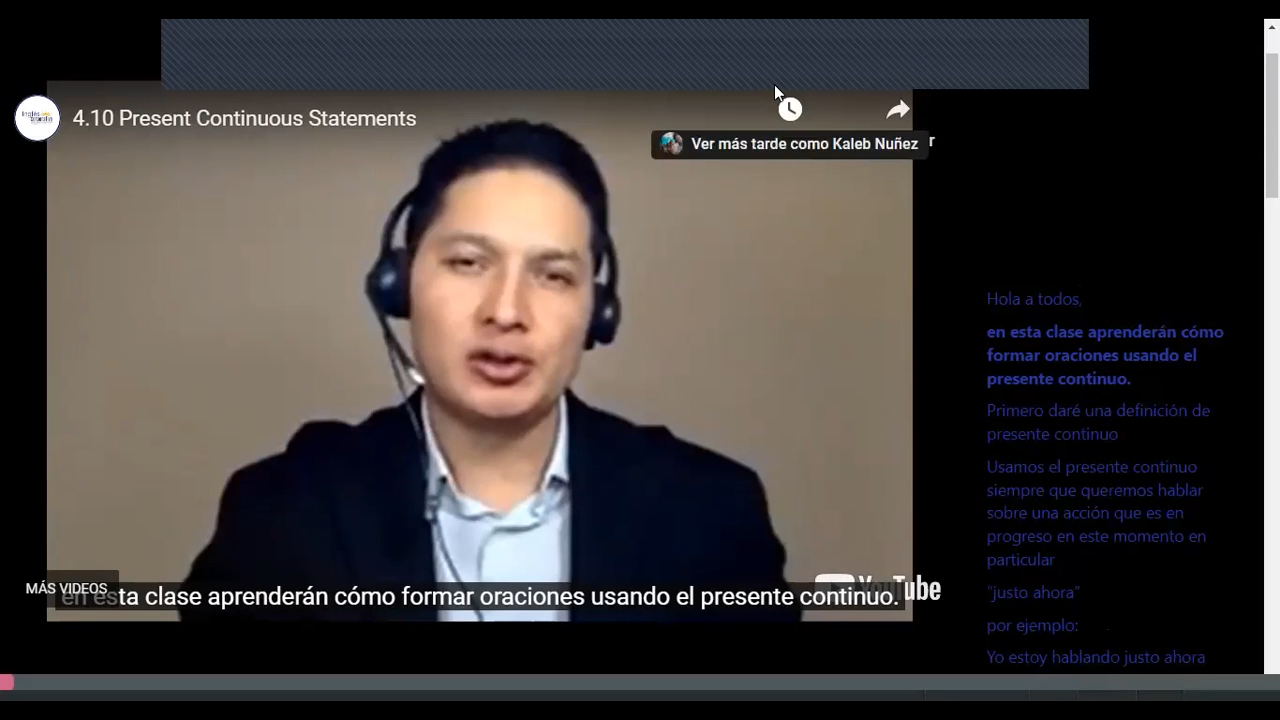 4.10 Present Continuous Statements
Ver más tarde como Kaleb Nuñez
r
Hola a todos,
en esta clase aprenderán cómo
formar oraciones usando el
presente continuo.
Primero daré una definición de
presente continuo
Usamos el presente continuo
siempre que queremos hablar
sobre una acción que es en
progreso en este momento en
particular
"justo ahora"
por ejemplo:
Yo estoy hablando justo ahora
MÁS VIDEOS
YouTube
en esta clase aprenderán cómo formar oraciones usando el presente continuo.